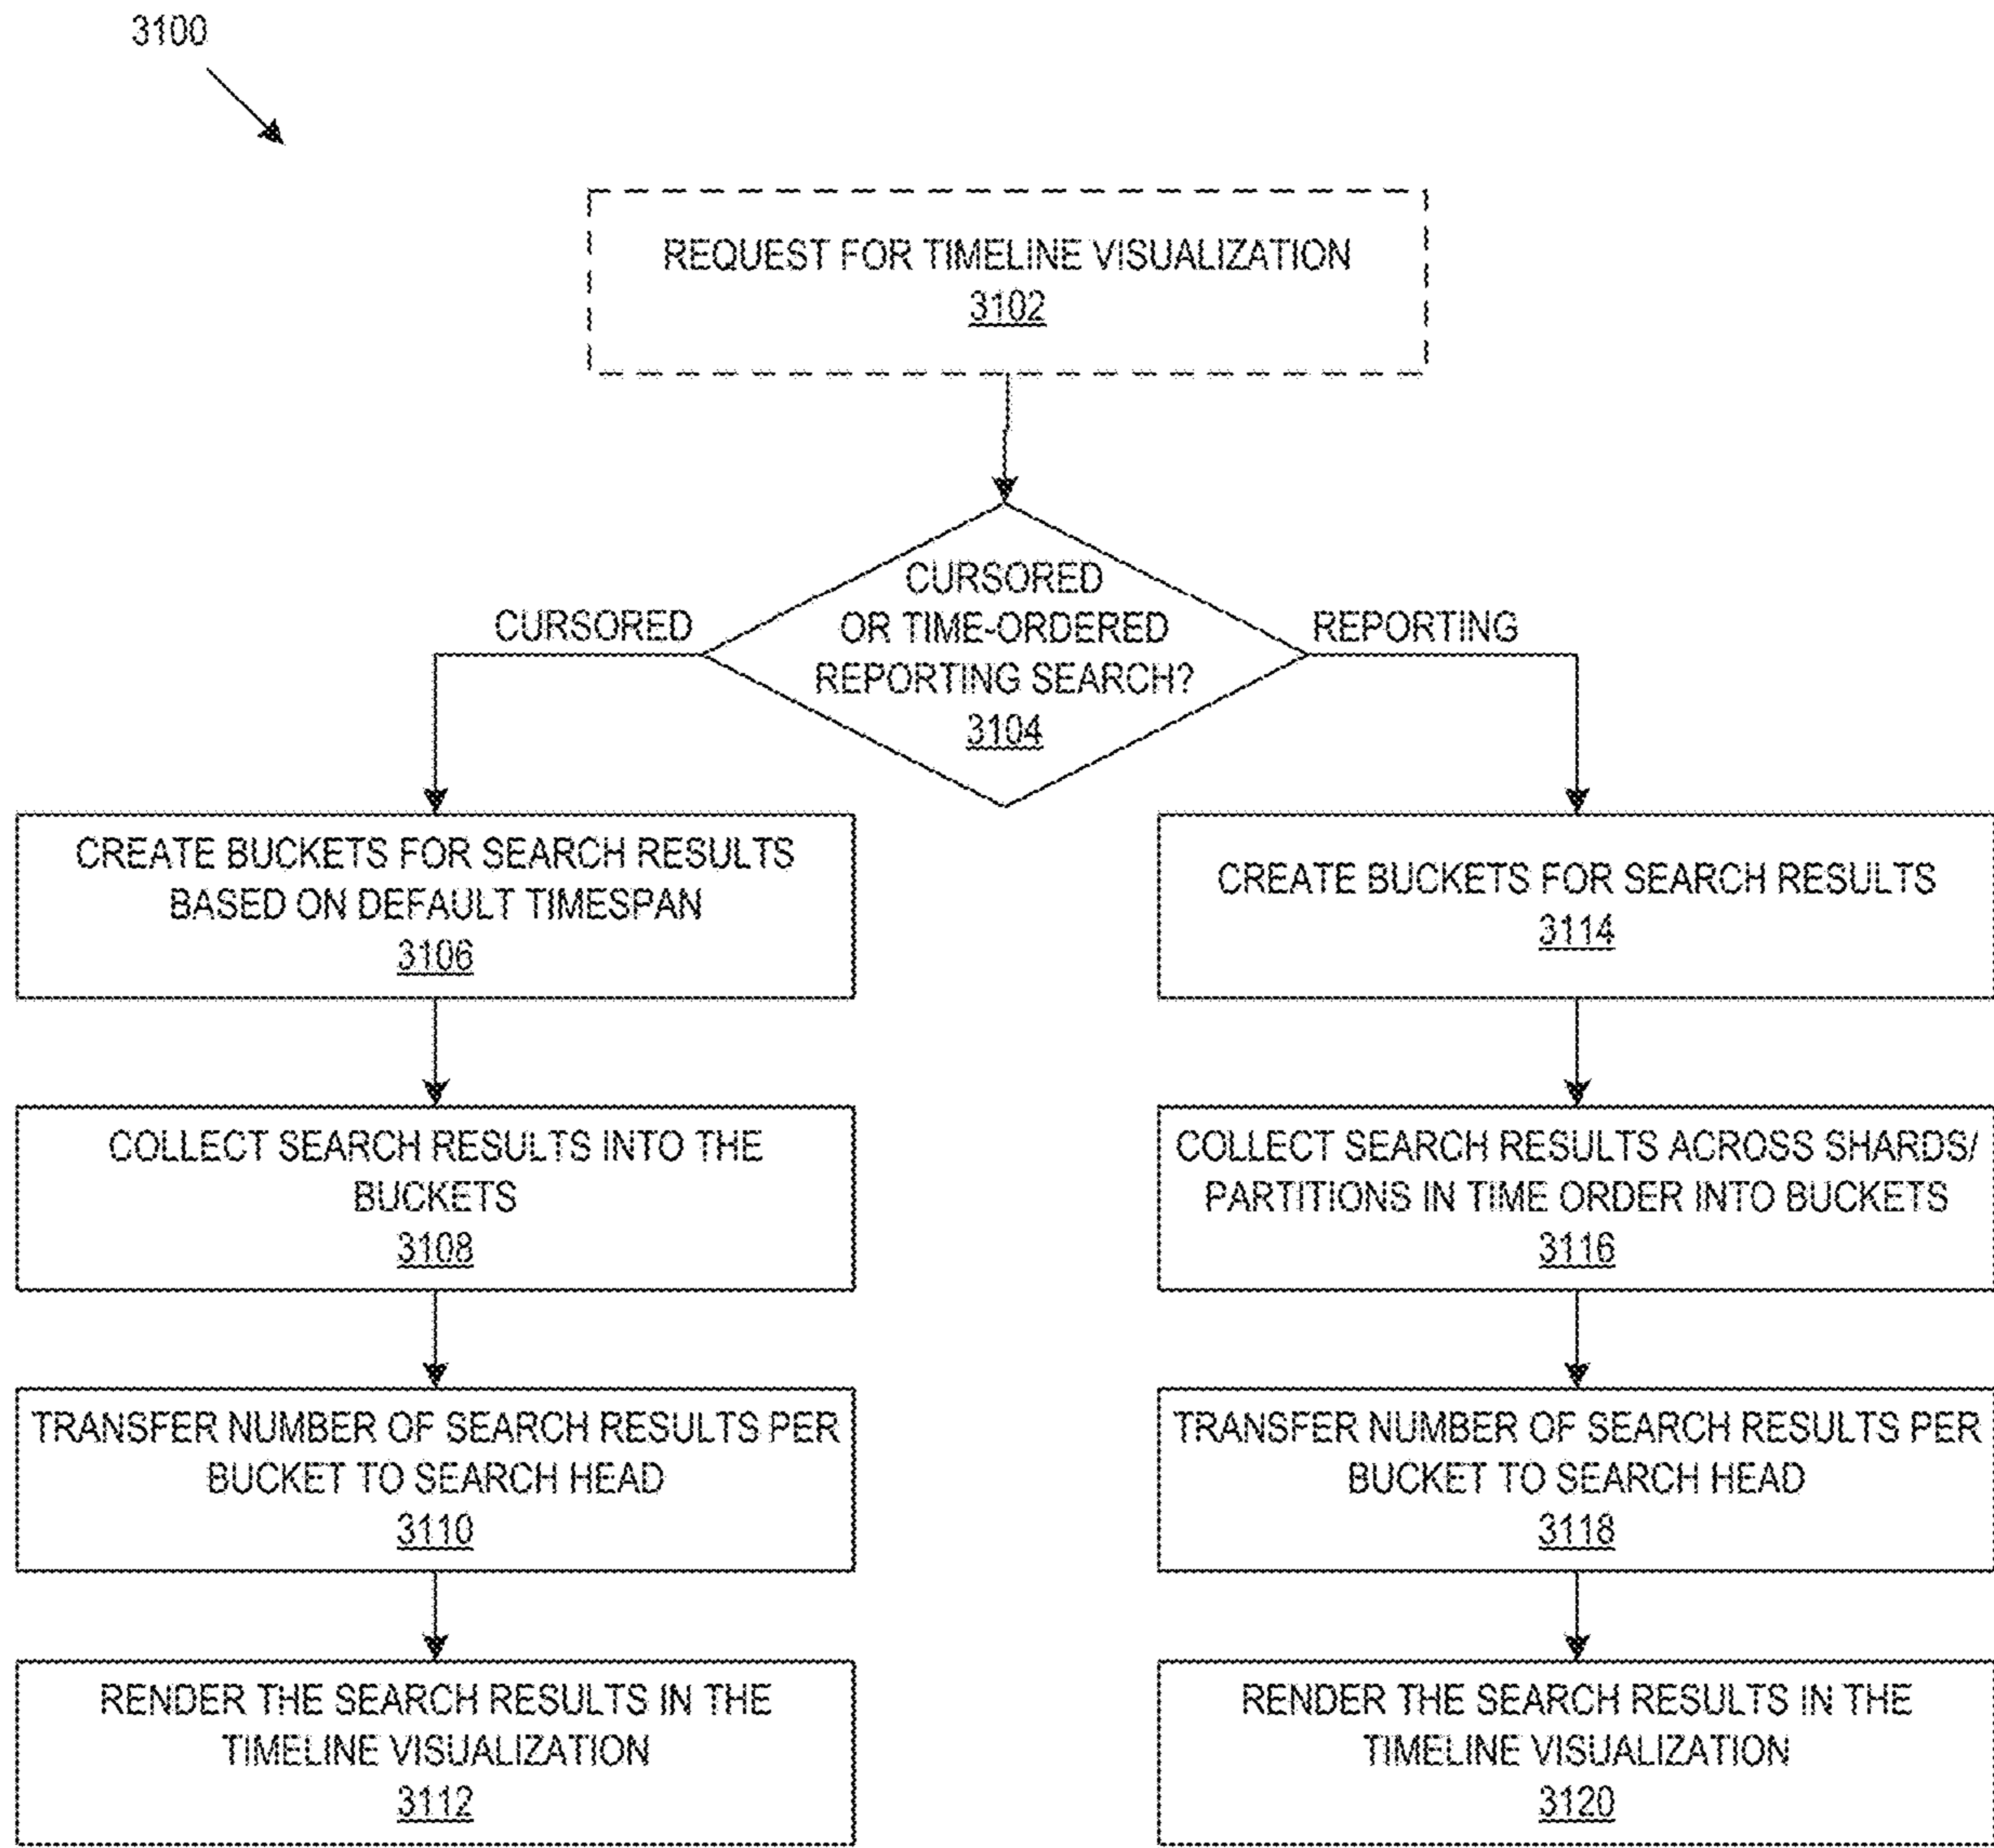 3100
REQUEST FOR TIMELINE VISUALIZATION
3102
CURSORED
OR TIME-ORDERED
REPORTING SEARCH?
3104
CURSORED
REPORTING
CREATE BUCKETS FOR SEARCH RESULTS
BASED ON DEFAULT TIMESPAN
3106
COLLECT SEARCH RESULTS INTO THE
BUCKETS
3108
TRANSFER NUMBER OF SEARCH RESULTS PER
BUCKET TO SEARCH HEAD
3110
RENDER THE SEARCH RESULTS IN THE
TIMELINE VISUALIZATION
3112
CREATE BUCKETS FOR SEARCH RESULTS
3114
COLLECT SEARCH RESULTS ACROSS SHARDS/
PARTITIONS IN TIME ORDER INTO BUCKETS
3116
TRANSFER NUMBER OF SEARCH RESULTS PER
BUCKET TO SEARCH HEAD
3118
RENDER THE SEARCH RESULTS IN THE
TIMELINE VISUALIZATION
3120